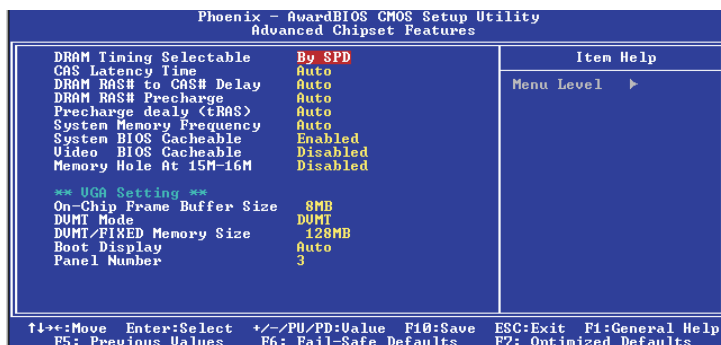 Phoenix - AwardBIOS CMOS Setup Utility
Advanced Chipset Features
DRAM Timing Selectable By SPD
CAS Latency Time Auto
DRAM RAS# to CAS# Delay Auto
DRAM RAS# Precharge Auto
Precharge dealy (tRAS) Auto
System Memory Frequency Auto
System BIOS Cacheable Enabled
Video BIOS Cacheable Disabled
Memory Hole At 15M-16M Disabled
** VGA Setting **
On-Chip Frame Buffer Size 8MB
DVMT Mode DVMT
DVMT/FIXED Memory Size 128MB
Boot Display Auto
Panel Number 3
Item Help
Menu Level ▶
↑↓→←:Move Enter:Select +/-/PU/PD:Value F10:Save ESC:Exit F1:General Help
F5: Previous Values F6: Fail-Safe Defaults F7: Optimized Defaults